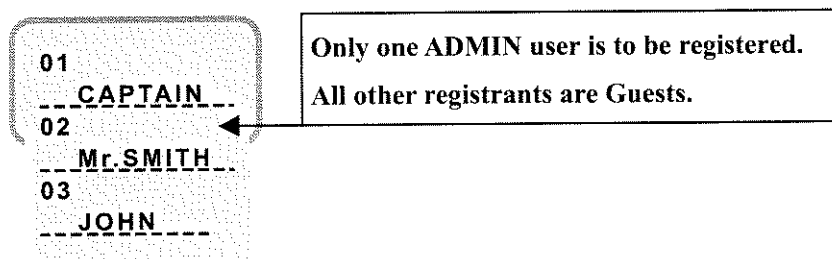 01
CAPTAIN
02
Mr.SMITH
03
JOHN
Only one ADMIN user is to be registered.
All other registrants are Guests.